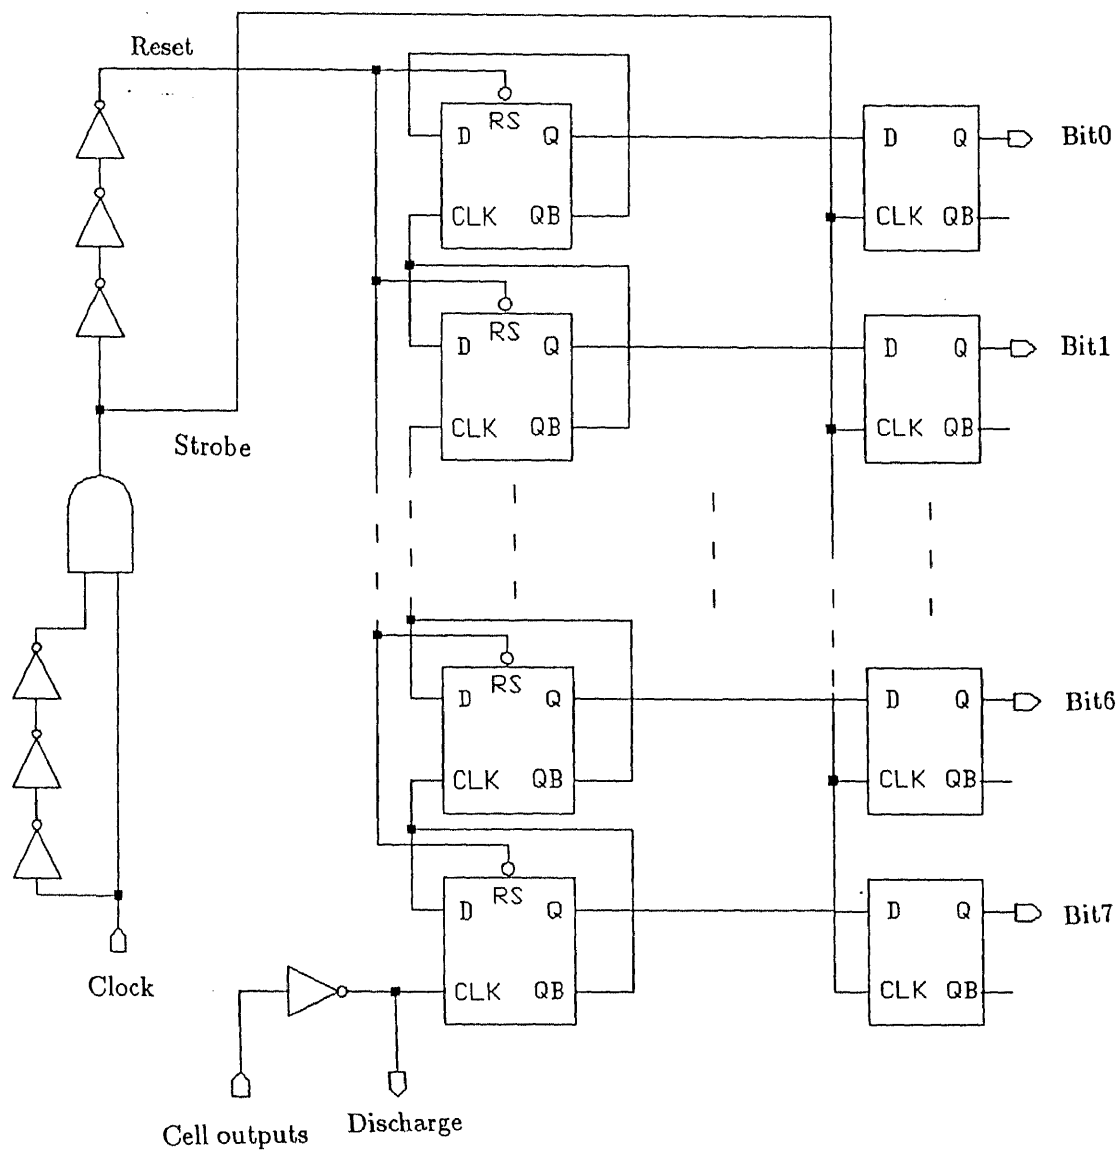 Reset
RS
D Q Bit0
CLK QB
D Q
CLK QB
RS
D Q Bit1
CLK QB
D Q
CLK QB
Strobe
RS
D Q Bit6
CLK QB
D Q
CLK QB
RS
D Q Bit7
CLK QB
D Q
CLK QB
Clock
Cell outputs
Discharge